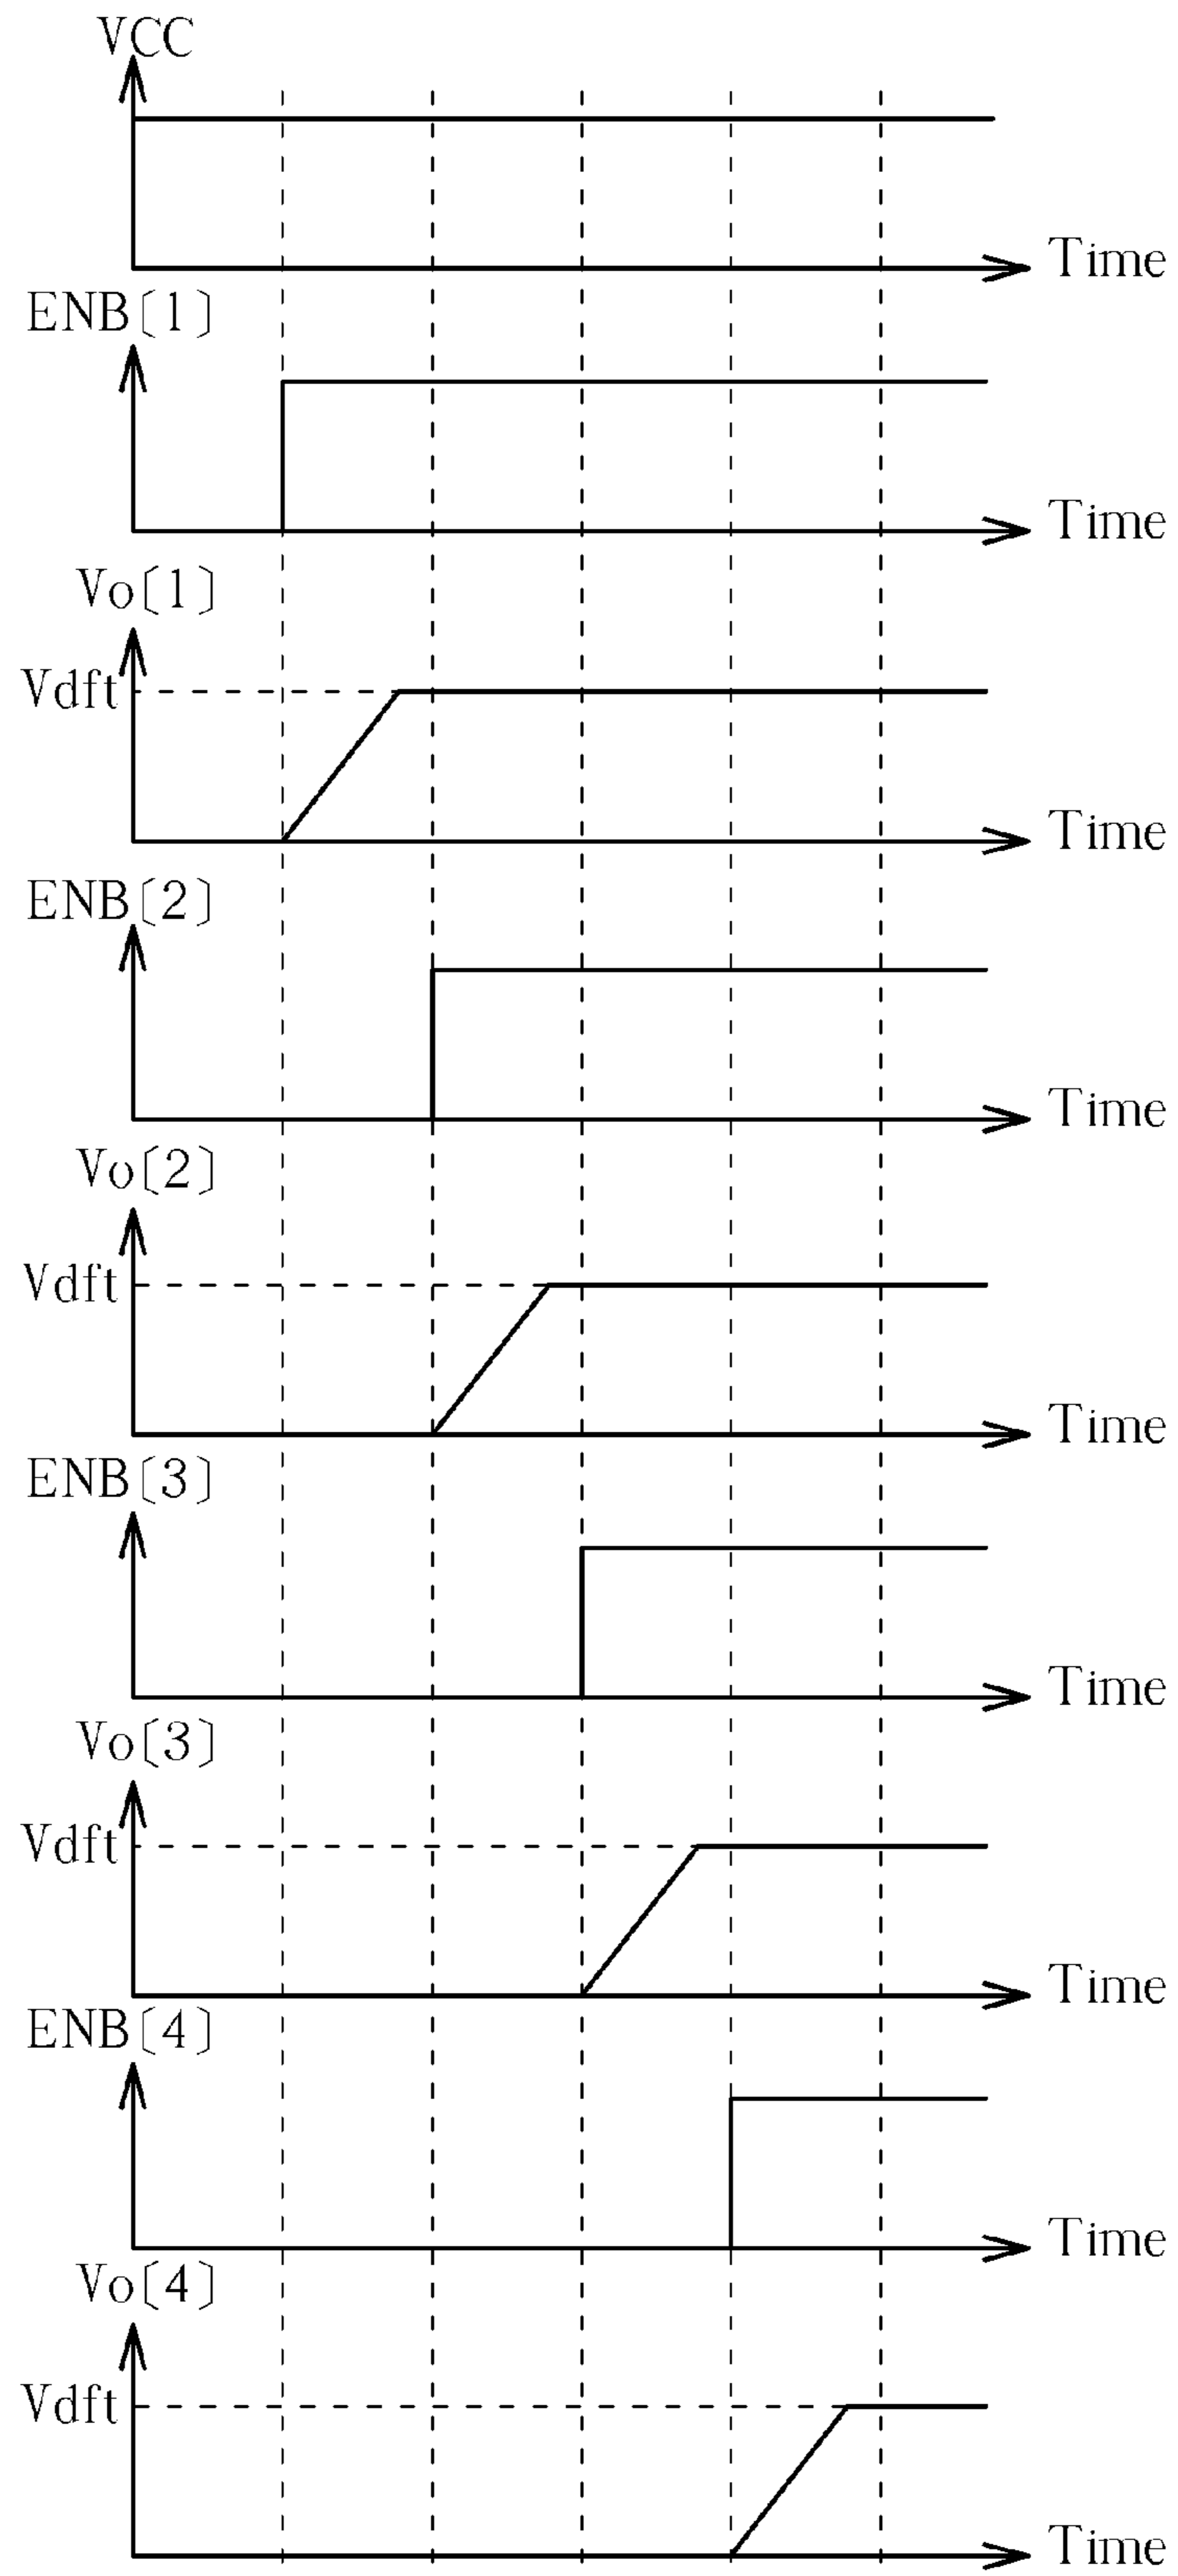 VCC
Time
ENB[1]
Time
Vo[1]
Vdft
Time
ENB[2]
Time
Vo[2]
Vdft
Time
ENB[3]
Time
Vo[3]
Vdft
Time
ENB[4]
Time
Vo[4]
Vdft
Time